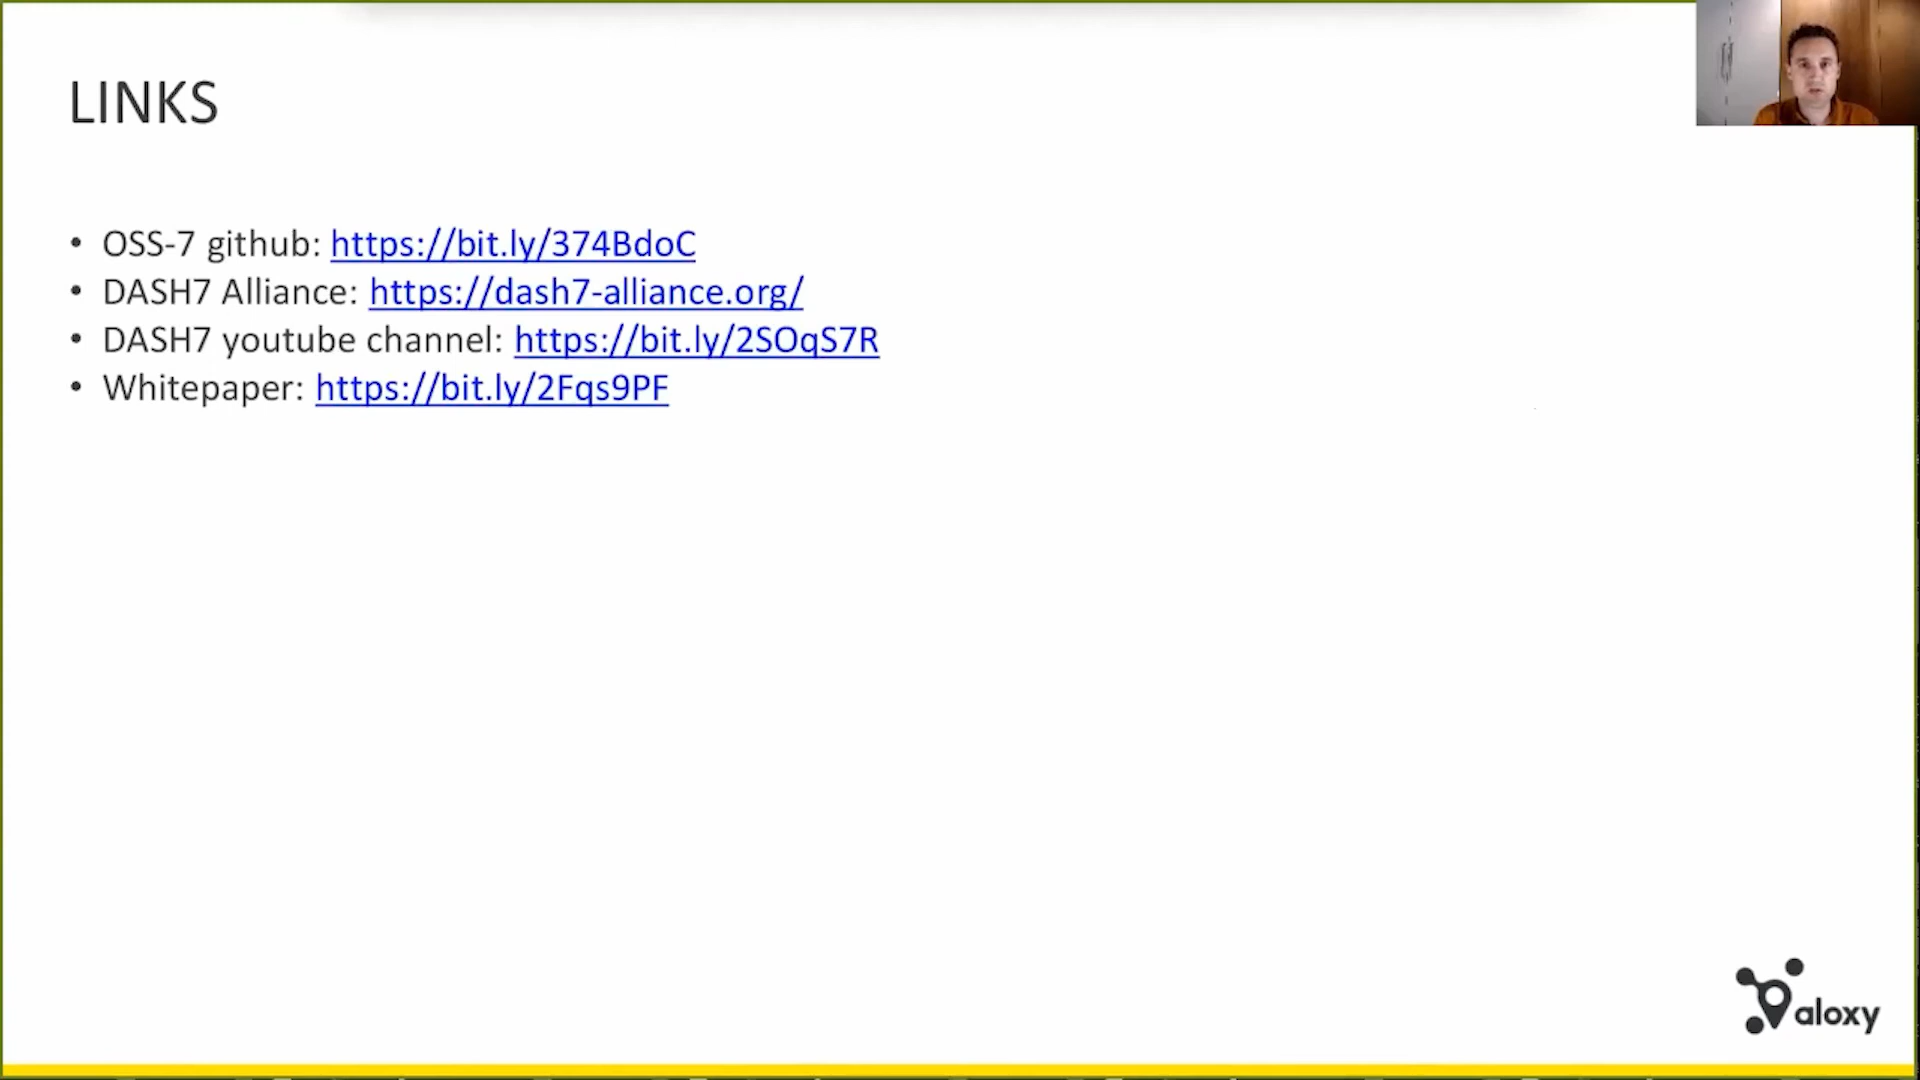 LINKS
• OSS-7 github: https://bit.ly/374BdoC
• DASH7 Alliance: https://dash7-alliance.org/
• DASH7 youtube channel: https://bit.ly/2SOqS7R
• Whitepaper: https://bit.ly/2Fqs9PF
aloxy